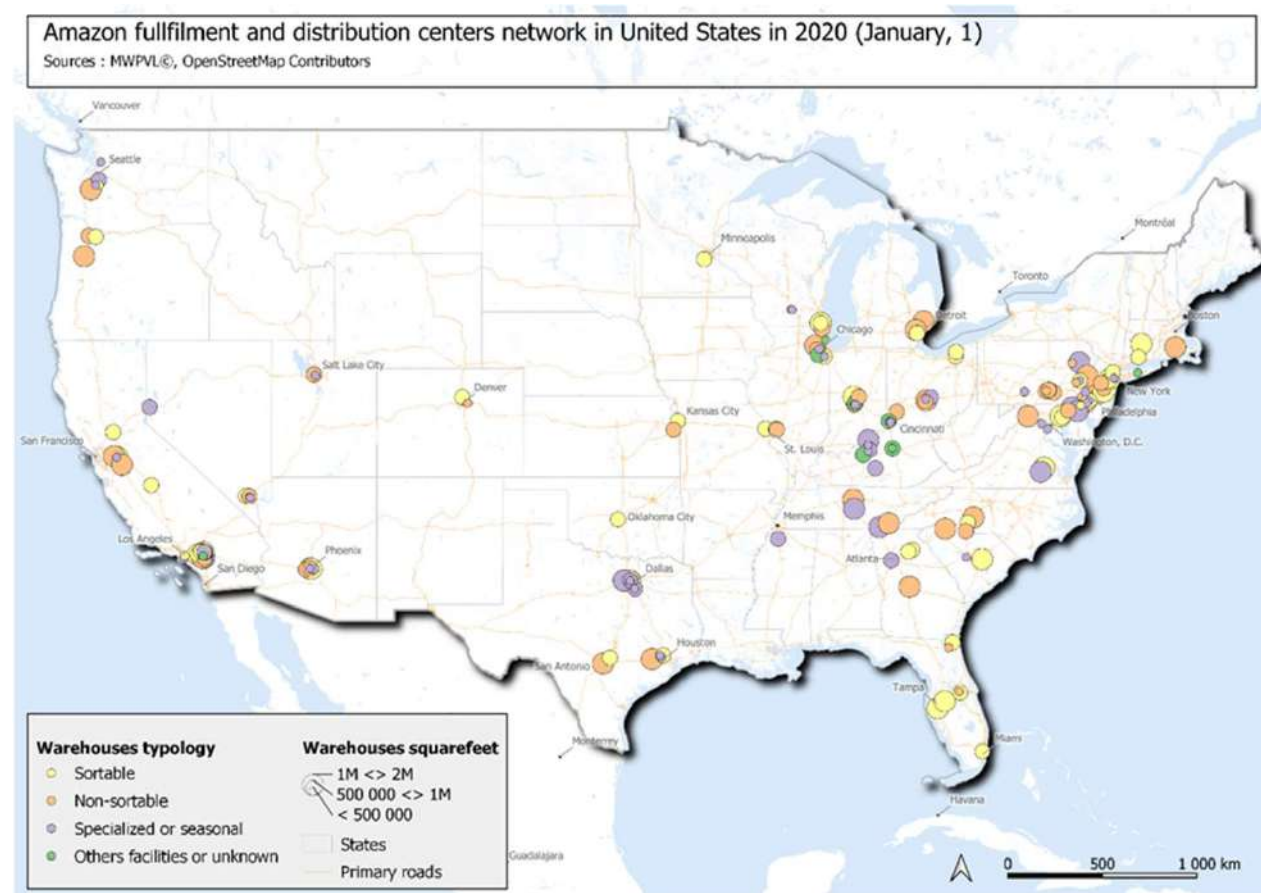 Amazon fullfilment and distribution centers network in United States in 2020 (January, 1)
Sources : MWPVL©, OpenStreetMap Contributors
Vancouver
Seattle
Montréal
Minneapolis
Toronto
Boston
Detroit
Chicago
Salt Lake City
Denver
New York
Kansas City
Philadelphia
Cincinnati
San Francisco
St. Louis
Washington, D.C.
Oklahoma City
Memphis
Los Angeles
Phoenix
Atlanta
San Diego
Dallas
Houston
San Antonio
Tampa
Miami
Monterrey
Havana
Guadalajara
Warehouses typology
Sortable
Non-sortable
Specialized or seasonal
Others facilities or unknown
Warehouses squarefeet
1M <> 2M
500 000 <> 1M
< 500 000
States
Primary roads
0 500 1 000 km